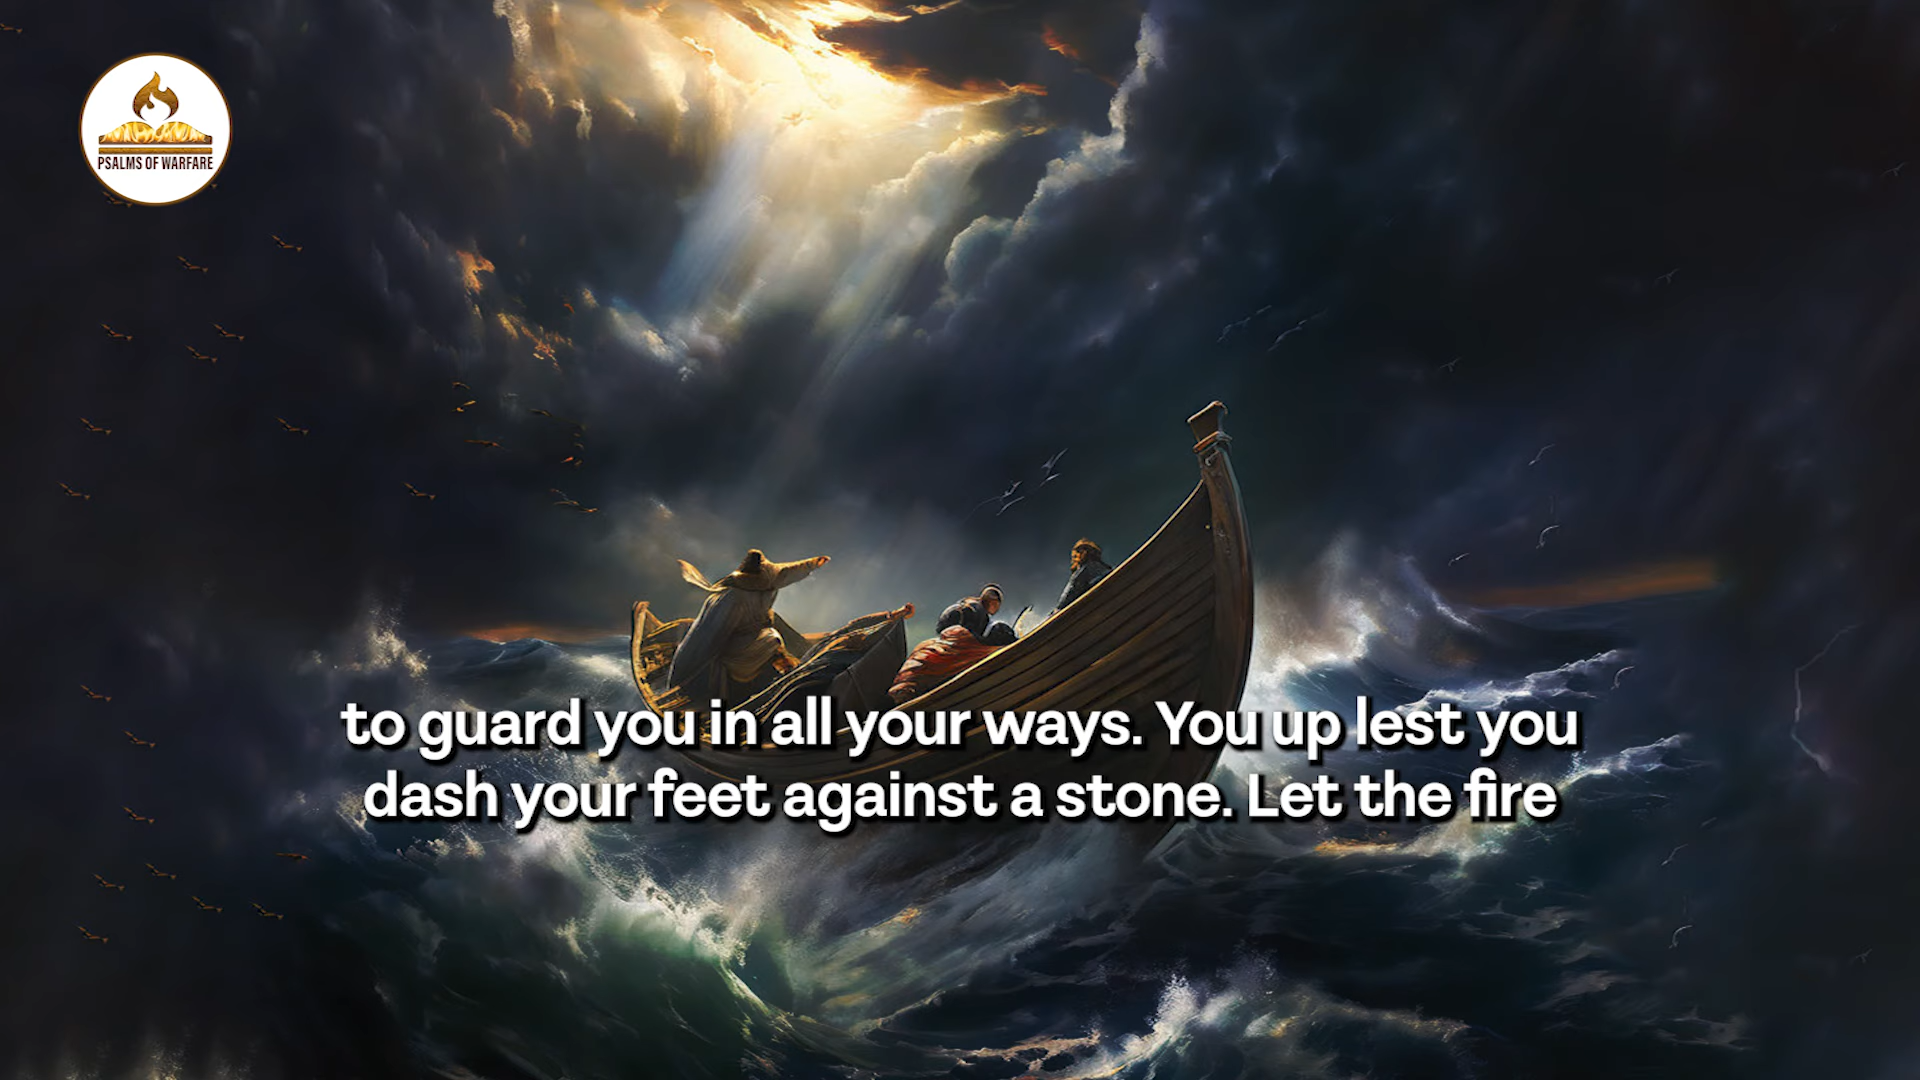 PSALMS OF WARFARE
to guard you in all your ways. You up lest you
dash your feet against a stone. Let the fire